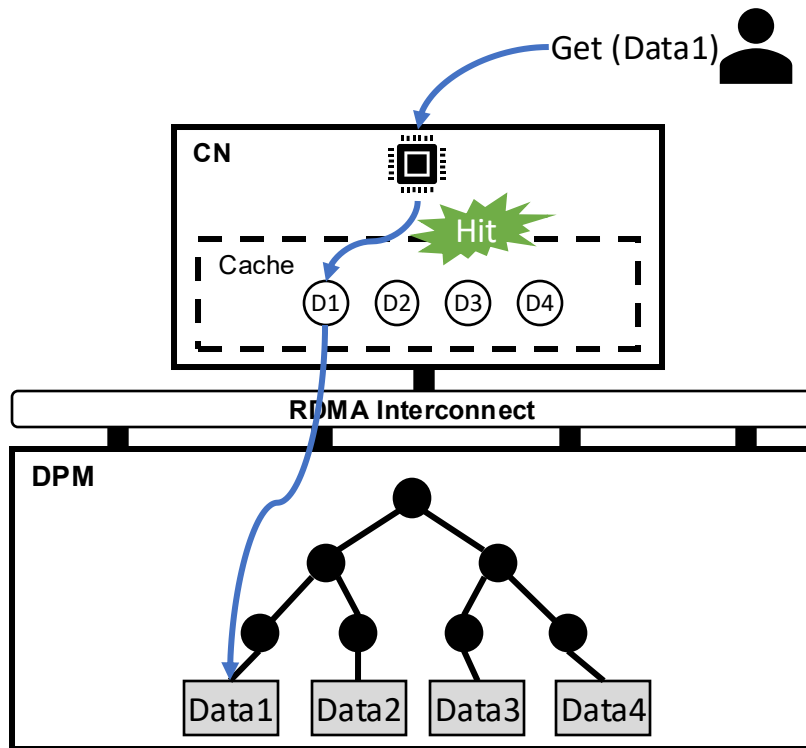 Get (Data1)
CN
Hit
Cache
D1 D2 D3 D4
RDMA Interconnect
DPM
Data1 Data2 Data3 Data4